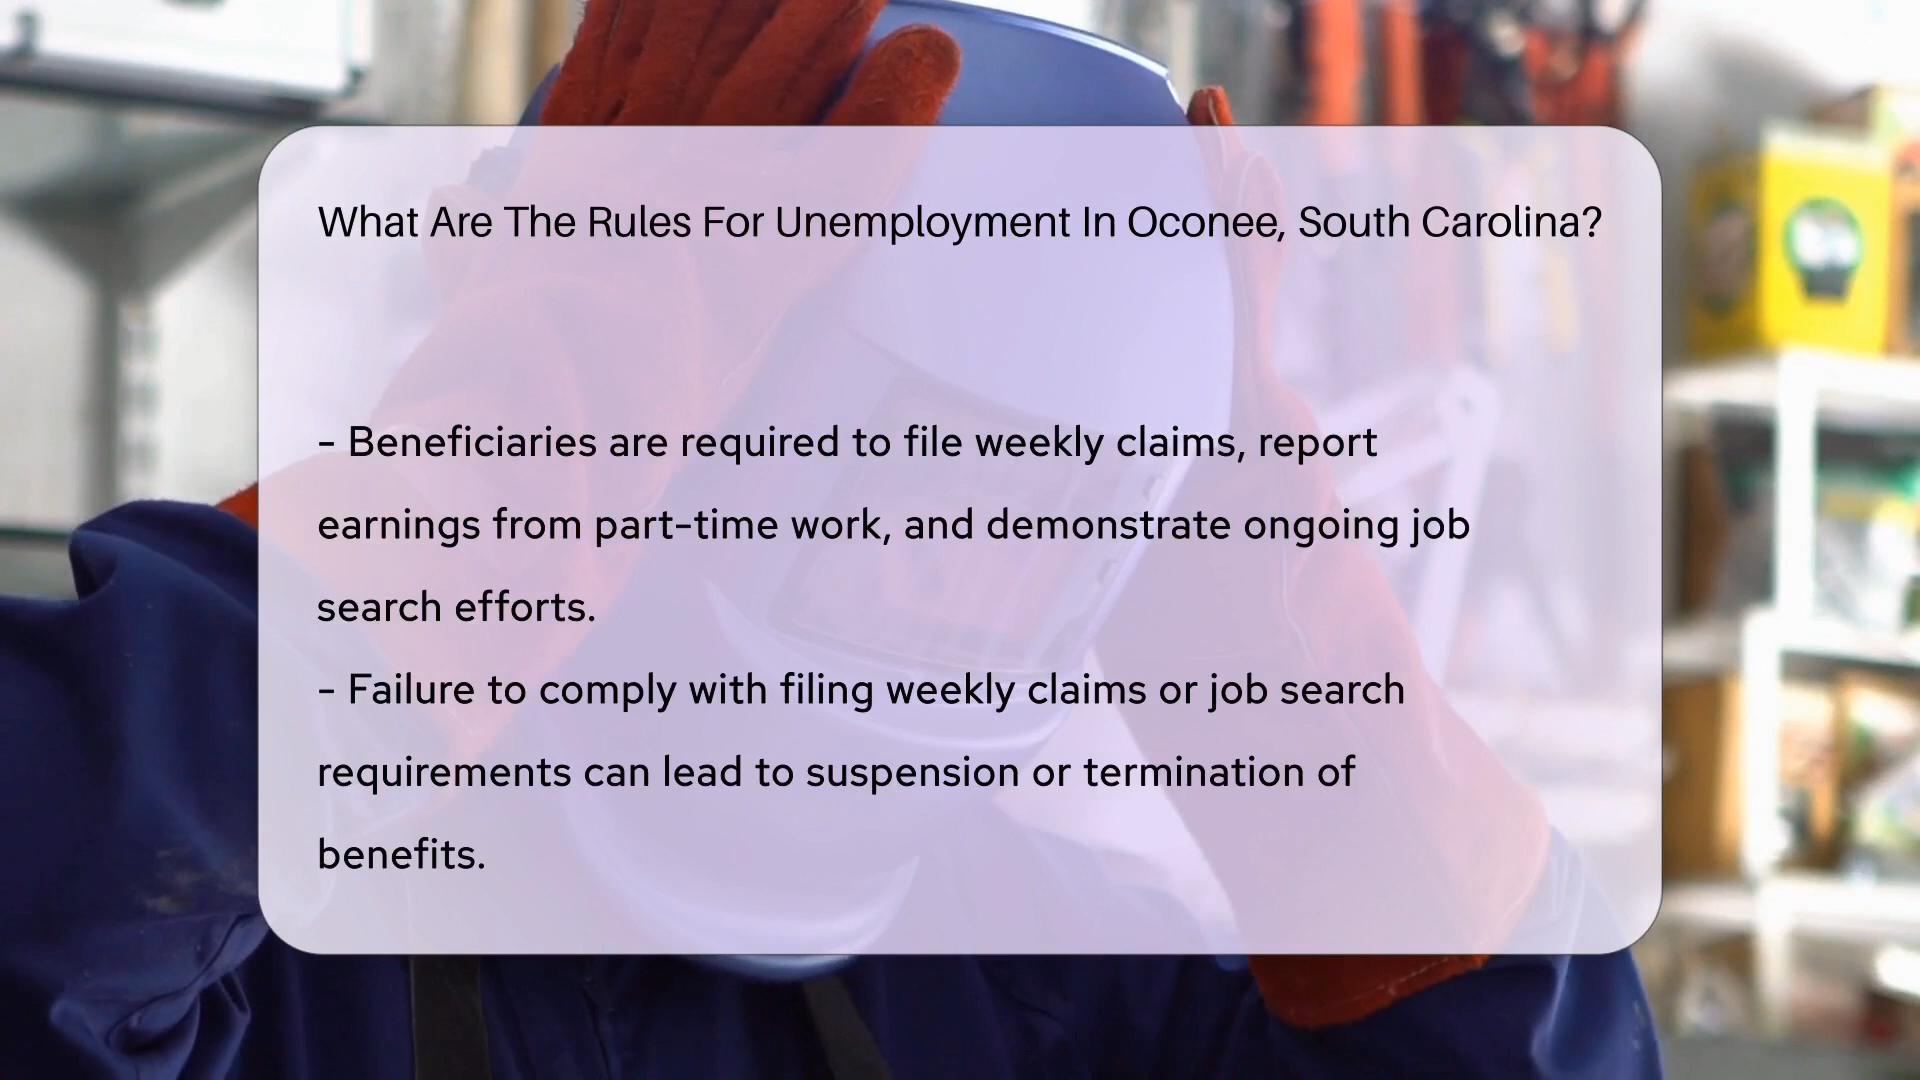 What Are The Rules For Unemployment In Oconee, South Carolina?
- Beneficiaries are required to file weekly claims, report
earnings from part-time work, and demonstrate ongoing job
search efforts.
- Failure to comply with filing weekly claims or job search
requirements can lead to suspension or termination of
benefits.